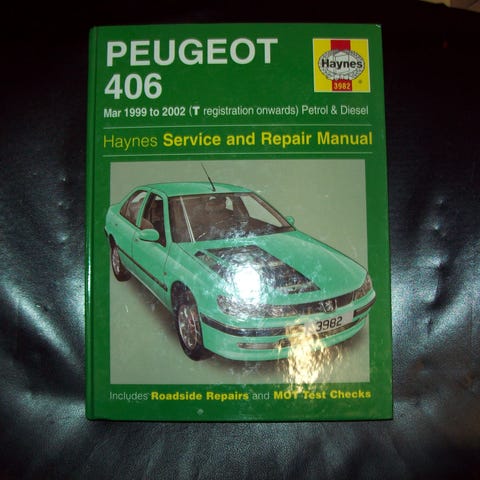 PEUGEOT
406
Haynes
3982
Mar 1999 to 2002 (T registration onwards) Petrol & Diesel
Haynes Service and Repair Manual
3982
Includes Roadside Repairs and MOT Test Checks